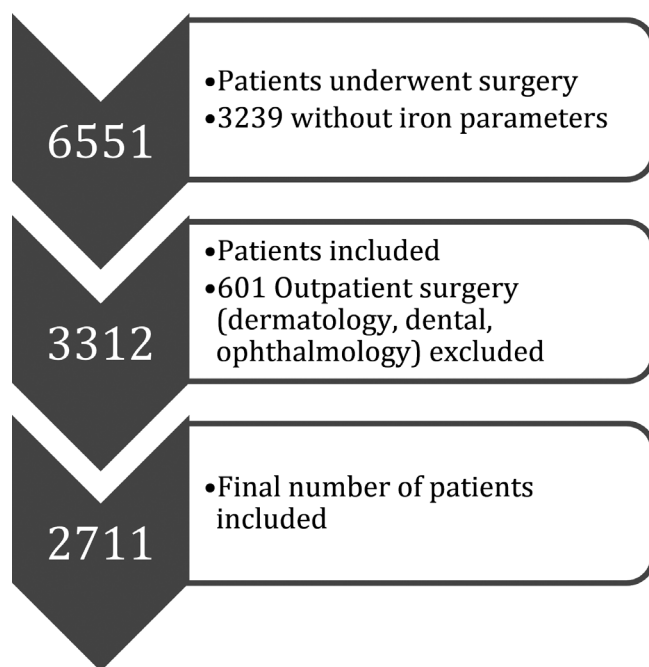 6551
•Patients underwent surgery
•3239 without iron parameters
3312
•Patients included
•601 Outpatient surgery
(dermatology, dental,
ophthalmology) excluded
2711
•Final number of patients
included